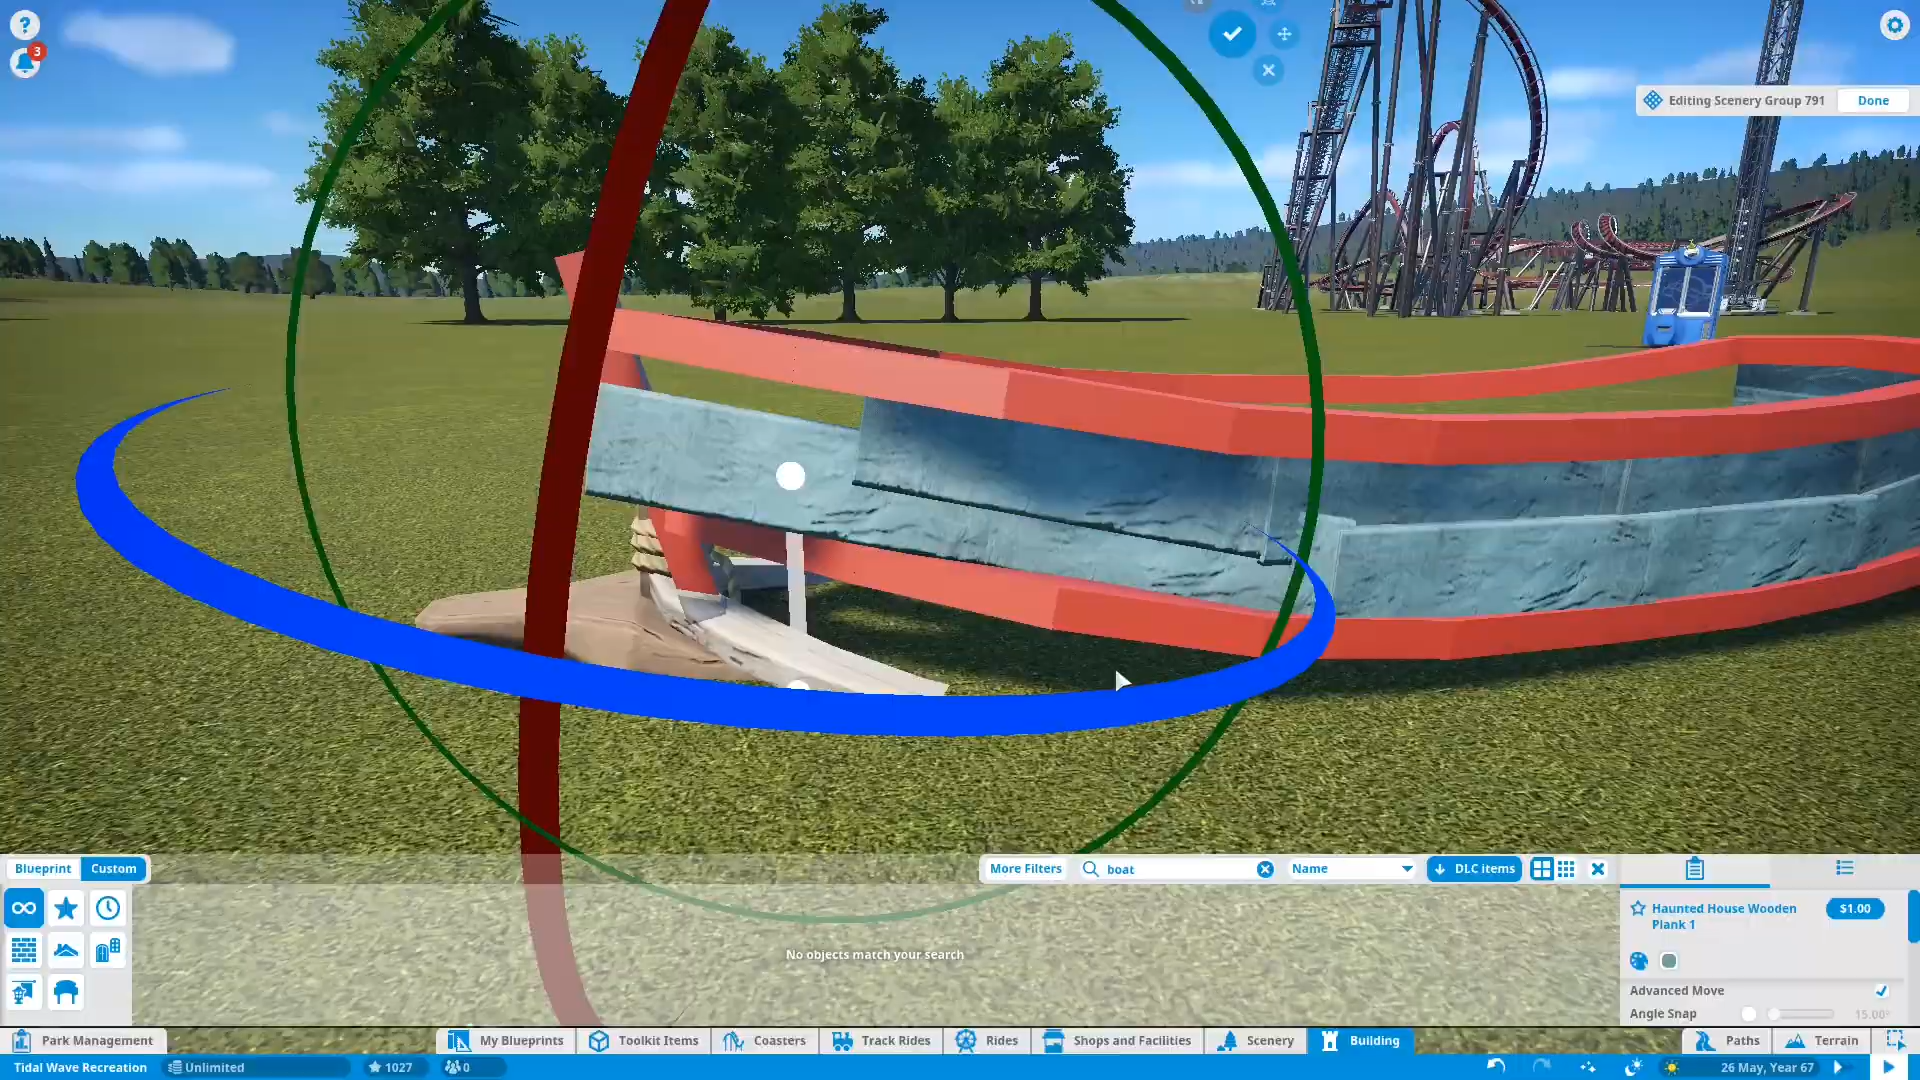 ?
3
Editing Scenery Group 791
Done
Blueprint
Custom
More Filters
boat
Name
DLC items
No objects match your search
Haunted House Wooden
Plank 1
$1.00
Advanced Move
Angle Snap
15.00°
Park Management
My Blueprints
Toolkit Items
Coasters
Track Rides
Rides
Shops and Facilities
Scenery
Building
Paths
Terrain
Tidal Wave Recreation
Unlimited
1027
0
26 May, Year 67